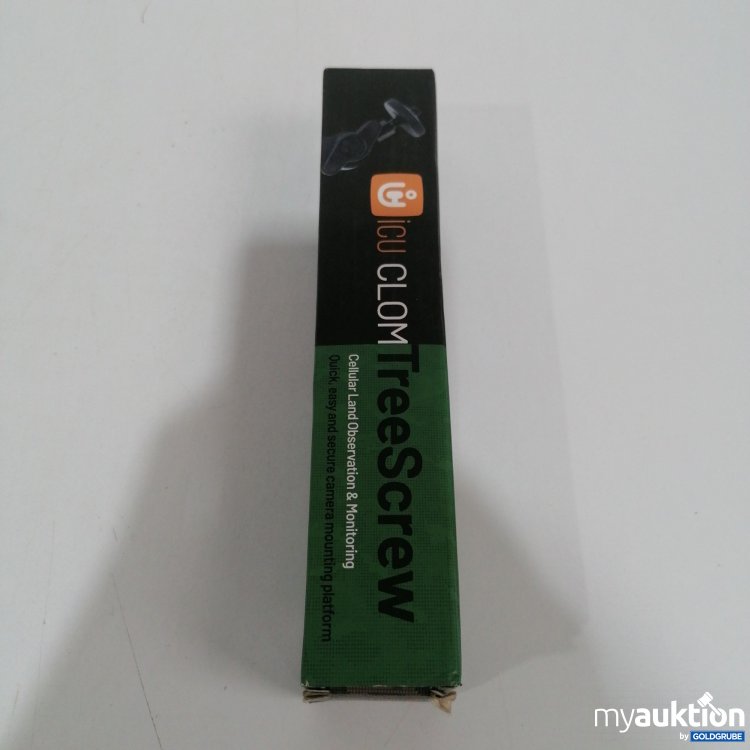 iCU CLOM
TreeScrew
Cellular Land Observation & Monitoring
Quick, easy and secure camera mounting platform
myauktion
by GOLDGRUBE